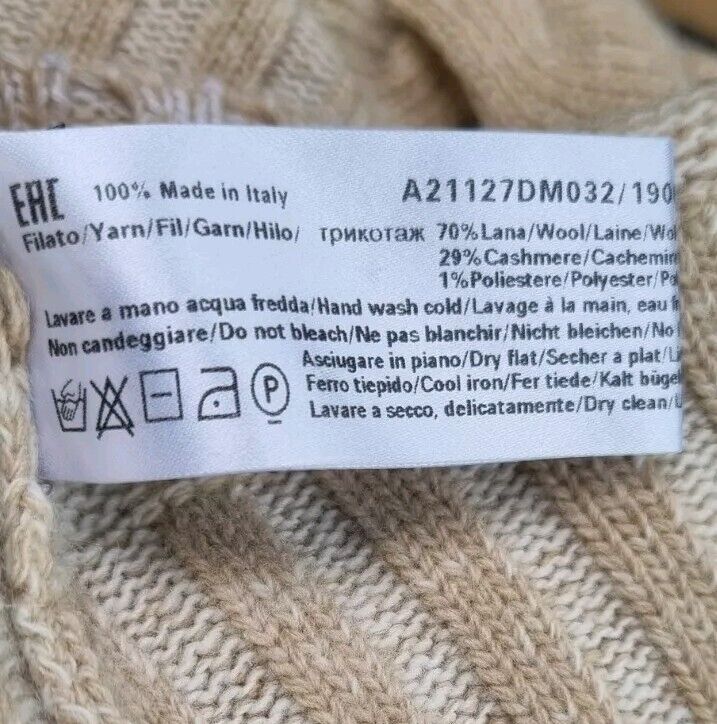 EAC 100% Made in Italy A21127DM032/190
Filato/Yarn/Fil/Garn/Hilo/ трикотаж 70%Lana/Wool/Laine/
29%Cashmere/
1%Poliestere/Polyester/
Lavare a mano acqua fredda/Hand wash cold/Lavage à la main, eau
Non candeggiare/Do not bleach/Ne pas blanchir/Nicht bleichen/No
Asciugare in piano/Dry flat/Secher a plat/
Ferro tiepido/Cool iron/Fer tiede/Kalt
Lavare a secco, delicatamente/Dry clean/
P